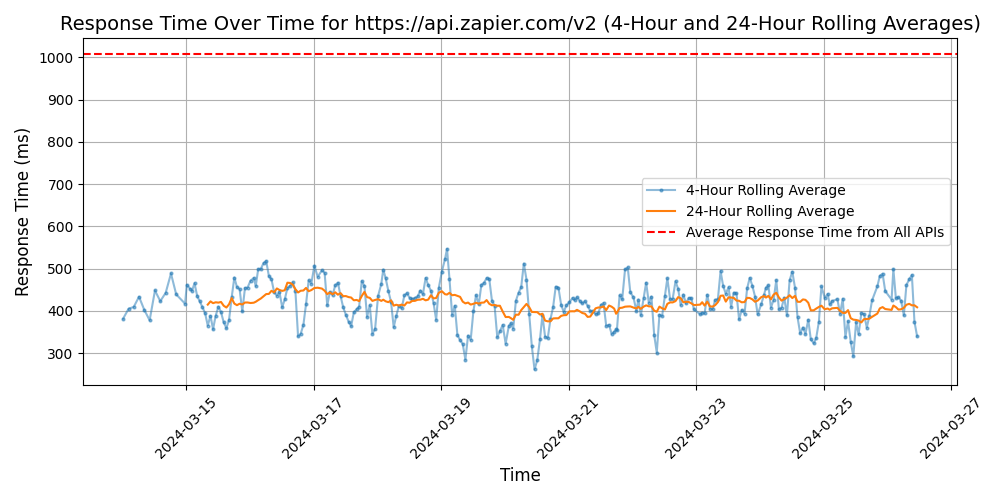 Response Time Over Time for https://api.zapier.com/v2 (4-Hour and 24-Hour Rolling Averages)
Response Time (ms)
1000
900
800
700
600
500
400
300
4-Hour Rolling Average
24-Hour Rolling Average
Average Response Time from All APIs
2024-03-15
2024-03-17
2024-03-19
2024-03-21
2024-03-23
2024-03-25
2024-03-27
Time